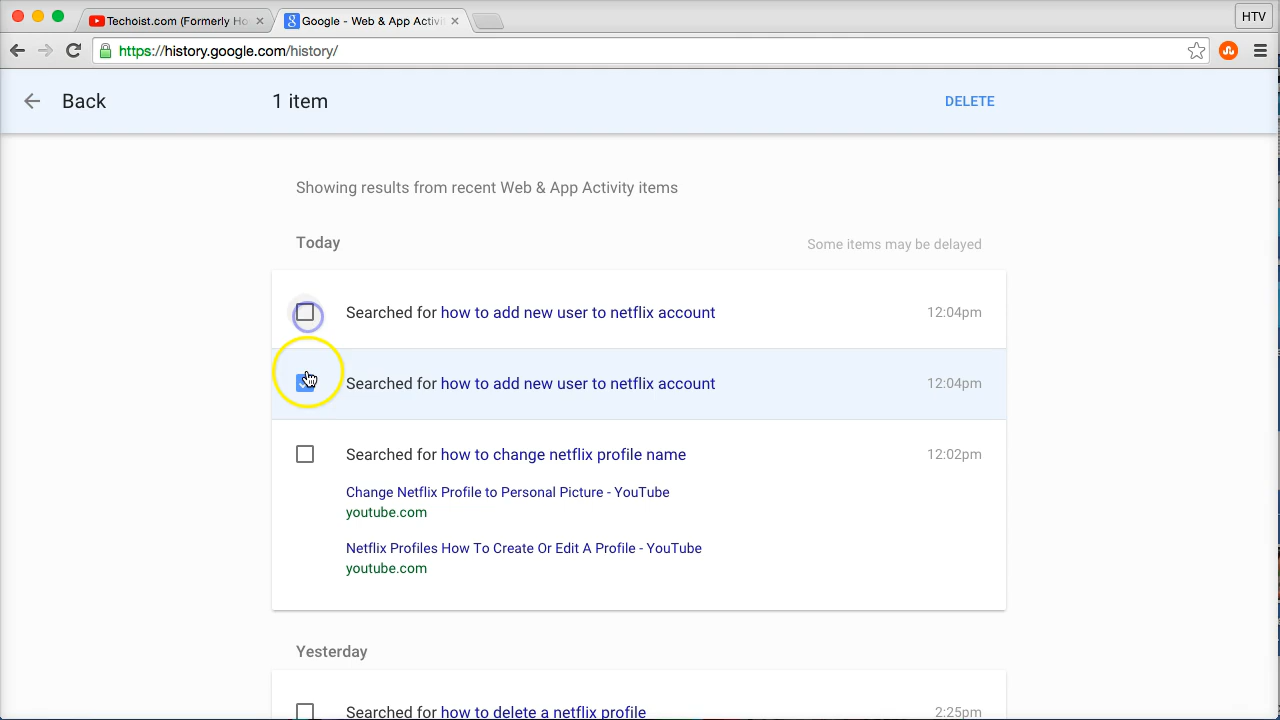 Techoist.com (Formerly Ho
Google - Web & App Activi
HTV
https://history.google.com/history/
Back
1 item
DELETE
Showing results from recent Web & App Activity items
Today
Some items may be delayed
Searched for how to add new user to netflix account
12:04pm
Searched for how to add new user to netflix account
12:04pm
Searched for how to change netflix profile name
12:02pm
Change Netflix Profile to Personal Picture - YouTube
youtube.com
Netflix Profiles How To Create Or Edit A Profile - YouTube
youtube.com
Yesterday
Searched for how to delete a netflix profile
2:25pm